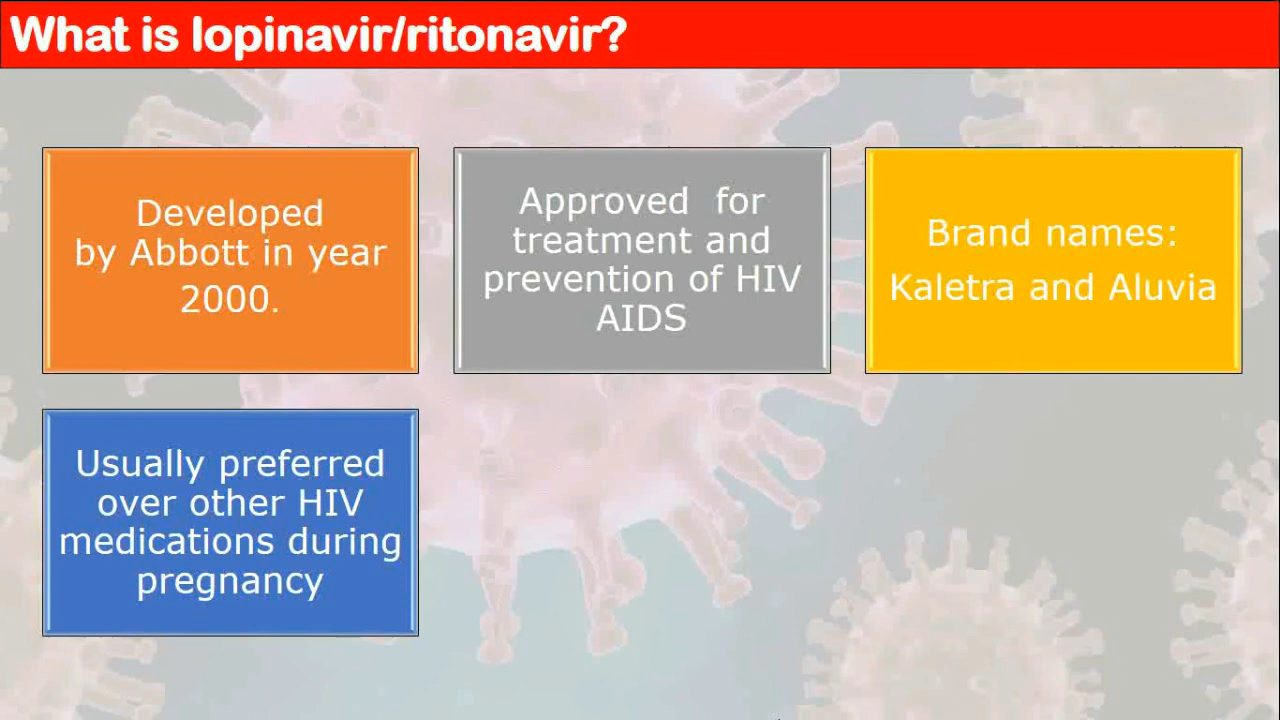 What is lopinavir/ritonavir?
Developed
by Abbott in year
2000.
Approved  for
treatment and
prevention of HIV
AIDS
Brand names:
Kaletra and Aluvia
Usually preferred
over other HIV
medications during
pregnancy